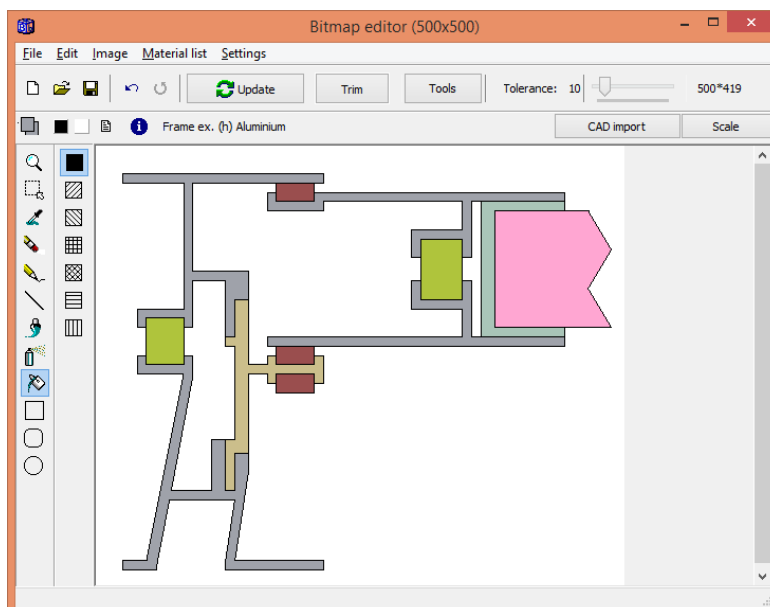 Bitmap editor (500x500)
File Edit Image Material list Settings
Update Trim Tools Tolerance: 10 500*419
Frame ex. (h) Aluminium CAD import Scale